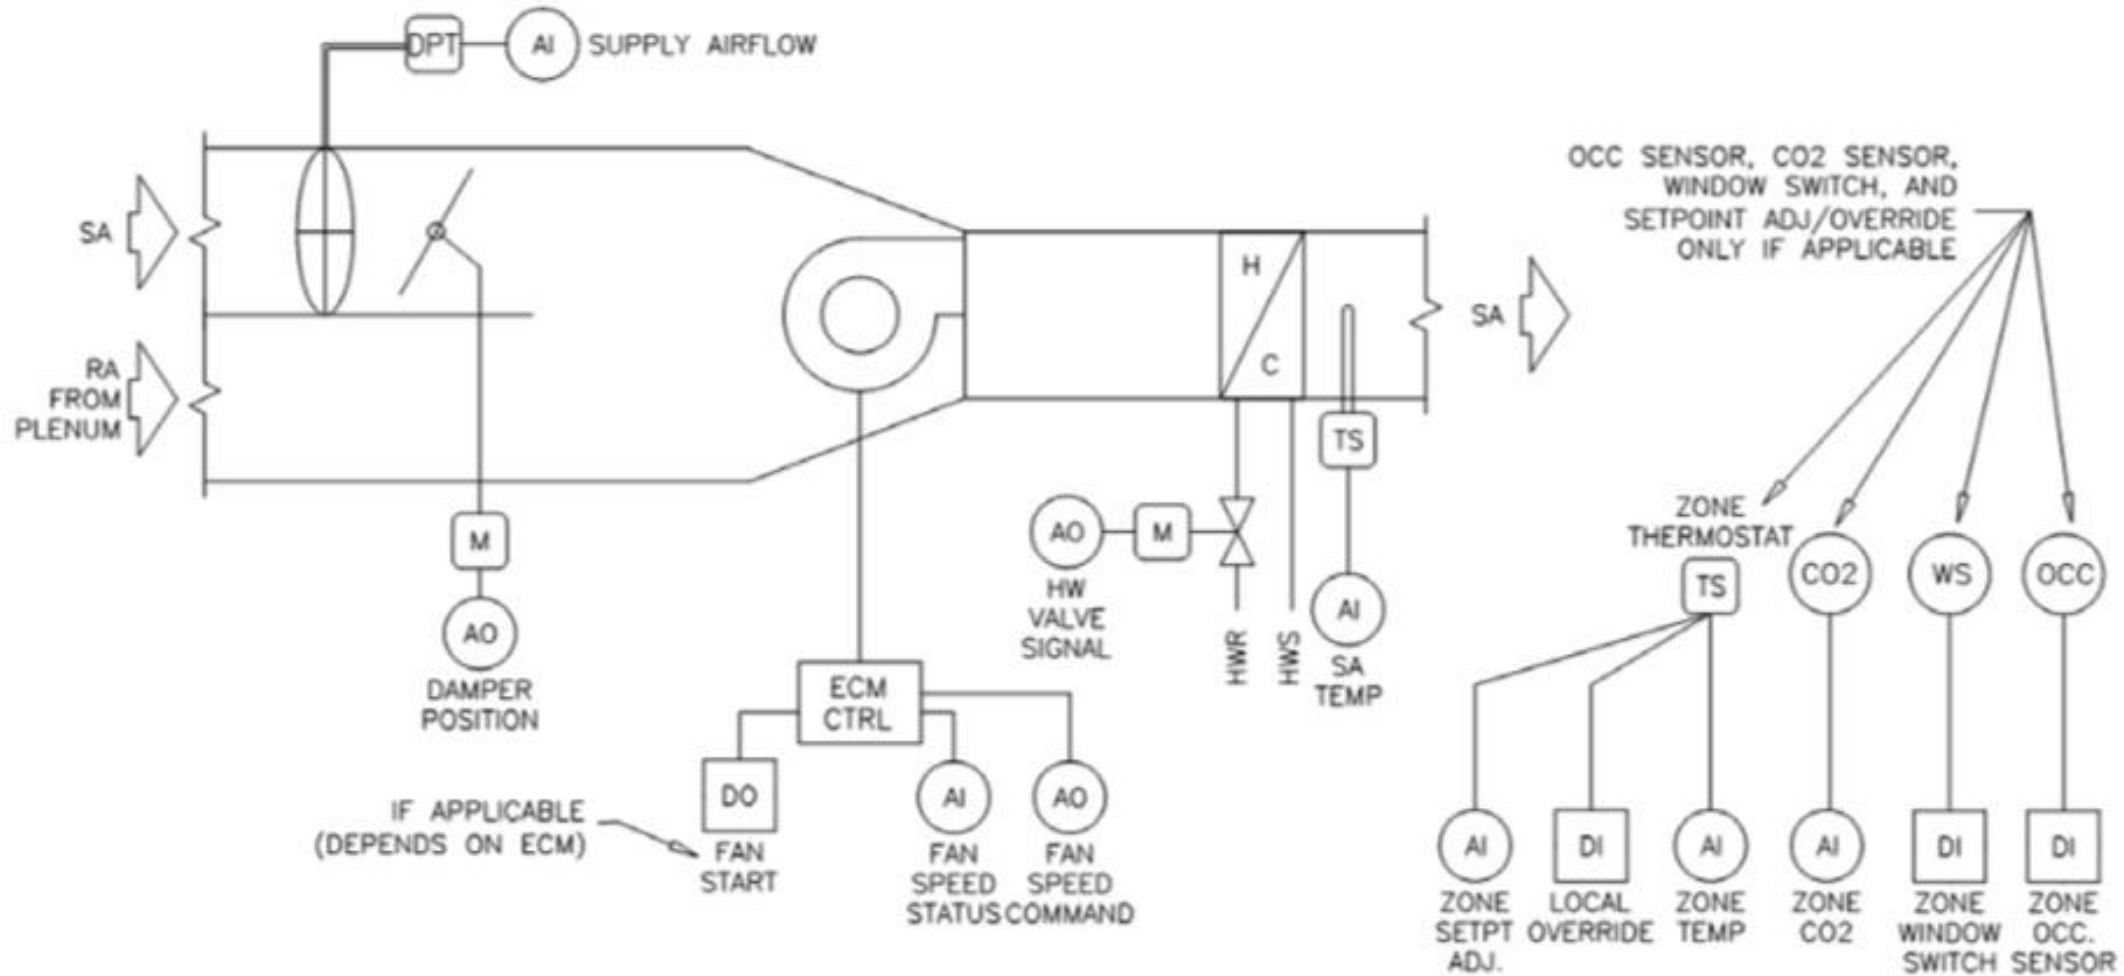 DPT
AI
SUPPLY AIRFLOW
SA
RA
FROM
PLENUM
H
C
SA
OCC SENSOR, CO2 SENSOR,
WINDOW SWITCH, AND
SETPOINT ADJ/OVERRIDE
ONLY IF APPLICABLE
M
AO
DAMPER
POSITION
ECM
CTRL
DO
FAN
START
IF APPLICABLE
(DEPENDS ON ECM)
AI
FAN
SPEED
STATUS
AO
FAN
SPEED
COMMAND
AO
M
HW
VALVE
SIGNAL
HWR
HWS
TS
AI
SA
TEMP
ZONE
THERMOSTAT
TS
CO2
WS
OCC
AI
ZONE
SETPT
ADJ.
DI
LOCAL
OVERRIDE
AI
ZONE
TEMP
AI
ZONE
CO2
DI
ZONE
WINDOW
SWITCH
DI
ZONE
OCC.
SENSOR